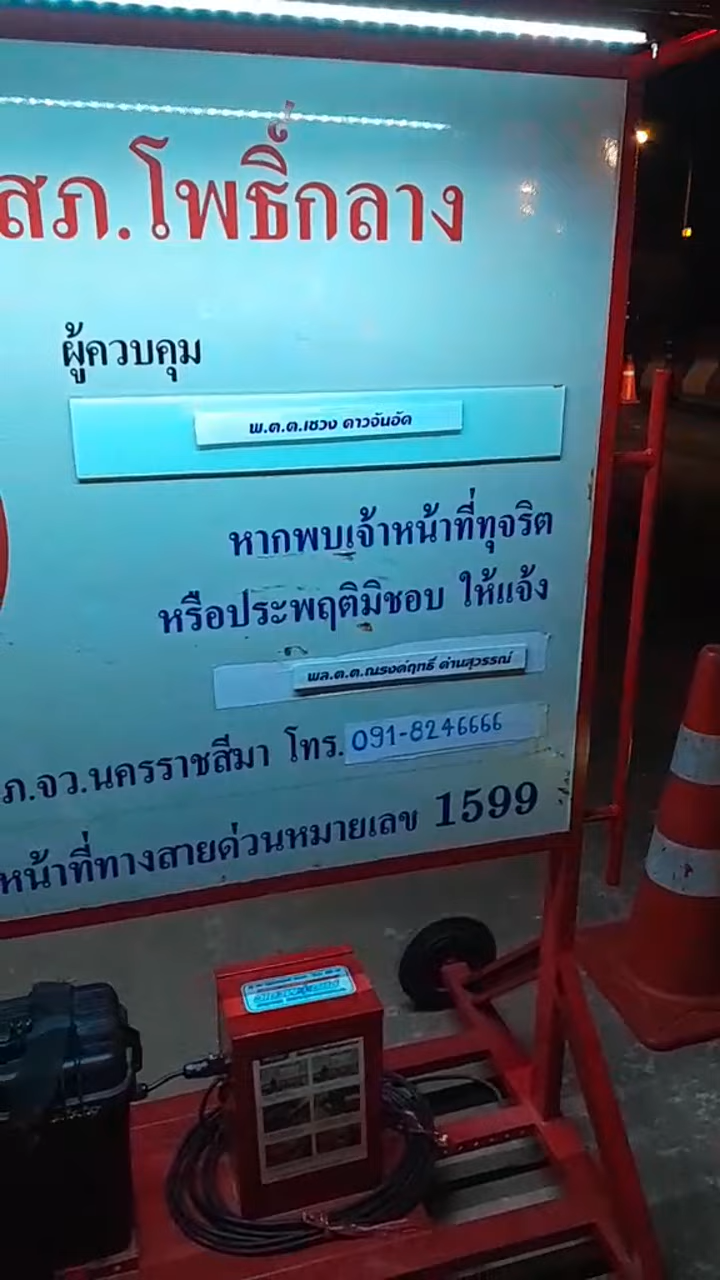 สภ.โพธิ์กลาง
ผู้ควบคุม
พ.ต.ต.เชวง ดาวจันอัด
หากพบเจ้าหน้าที่ทุจริต
หรือประพฤติมิชอบ ให้แจ้ง
พล.ต.ต.ณรงค์ฤทธิ์ ด่านสุวรรณ์
ภ.จว.นครราชสีมา โทร. 091-8246666
หน้าที่ทางสายด่วนหมายเลข 1599